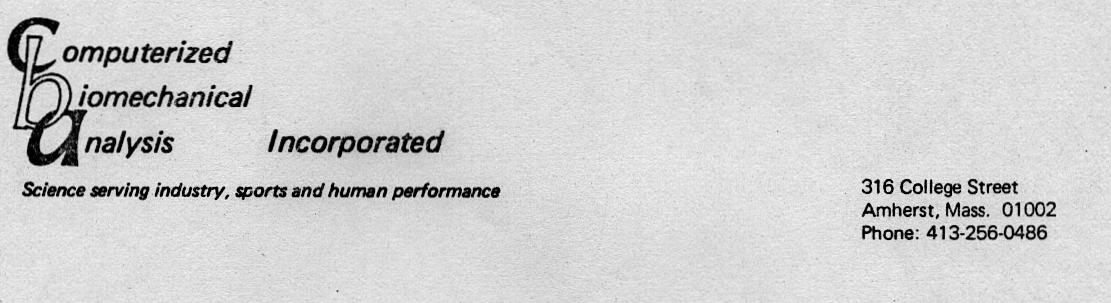 Computerized
biomechanical
analysis Incorporated
Science serving industry, sports and human performance
316 College Street
Amherst, Mass. 01002
Phone: 413-256-0486